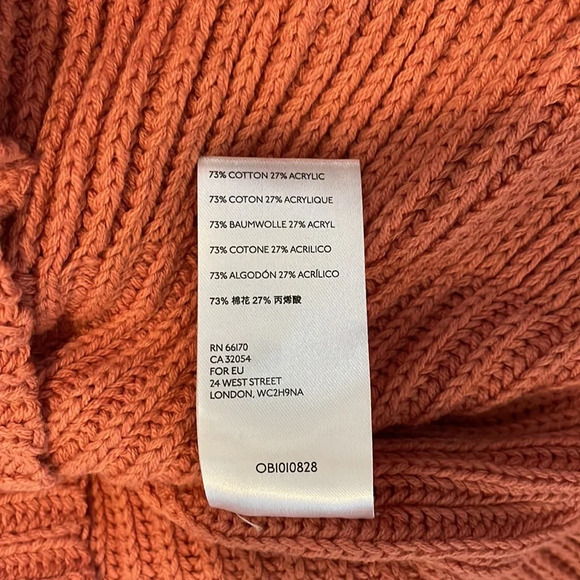 73% COTTON 27% ACRYLIC
73% COTON 27% ACRYLIQUE
73% BAUMWOLLE 27% ACRYL
73% COTONE 27% ACRILICO
73% ALGODÓN 27% ACRÍLICO
73% 棉花 27% 丙烯酸
RN 66170
CA 32054
FOR EU
24 WEST STREET
LONDON, WC2H9NA
OB1010828